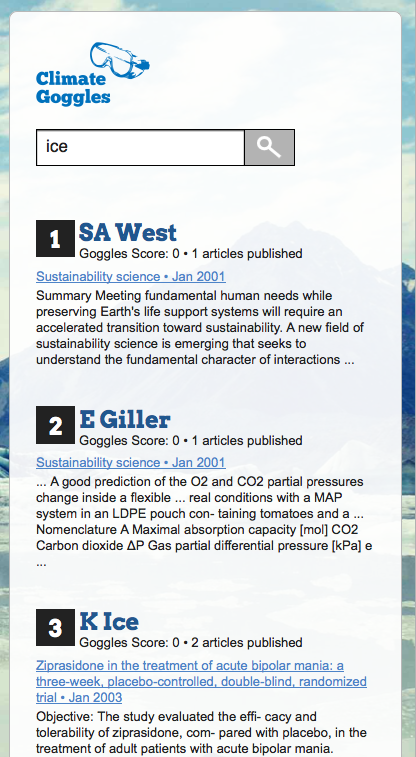 Climate
Goggles
ice
1 SA West
Goggles Score: 0 • 1 articles published
Sustainability science • Jan 2001
Summary Meeting fundamental human needs while
preserving Earth's life support systems will require an
accelerated transition toward sustainability. A new field of
sustainability science is emerging that seeks to
understand the fundamental character of interactions ...
2 E Giller
Goggles Score: 0 • 1 articles published
Sustainability science • Jan 2001
... A good prediction of the O2 and CO2 partial pressures
change inside a flexible ... real conditions with a MAP
system in an LDPE pouch con- taining tomatoes and a ...
Nomenclature A Maximal absorption capacity [mol] CO2
Carbon dioxide ΔP Gas partial differential pressure [kPa] e
...
3 K Ice
Goggles Score: 0 • 2 articles published
Ziprasidone in the treatment of acute bipolar mania: a
three-week, placebo-controlled, double-blind, randomized
trial • Jan 2003
Objective: The study evaluated the effi- cacy and
tolerability of ziprasidone, com- pared with placebo, in the
treatment of adult patients with acute bipolar mania.